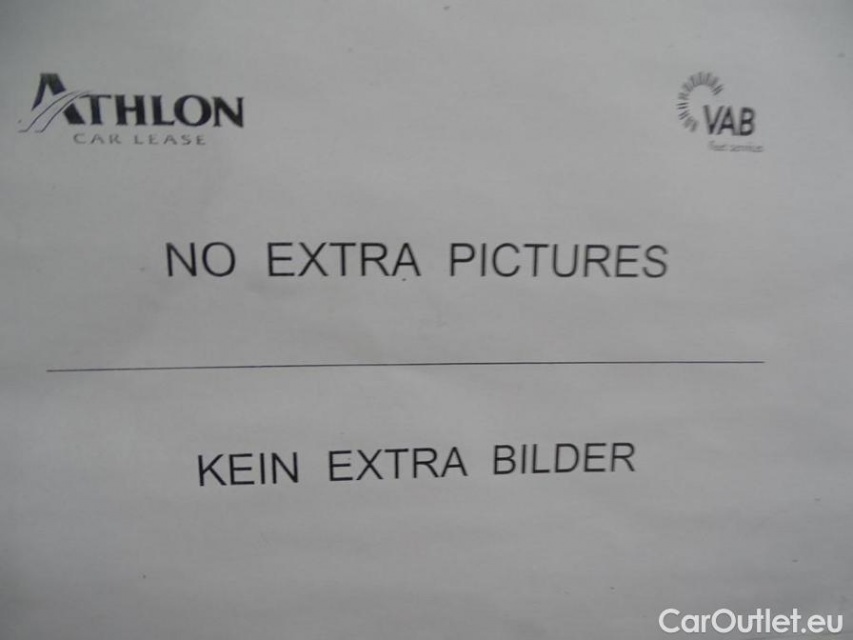 ATHLON
CAR LEASE
VAB
NO EXTRA PICTURES
KEIN EXTRA BILDER
CarOutlet.eu